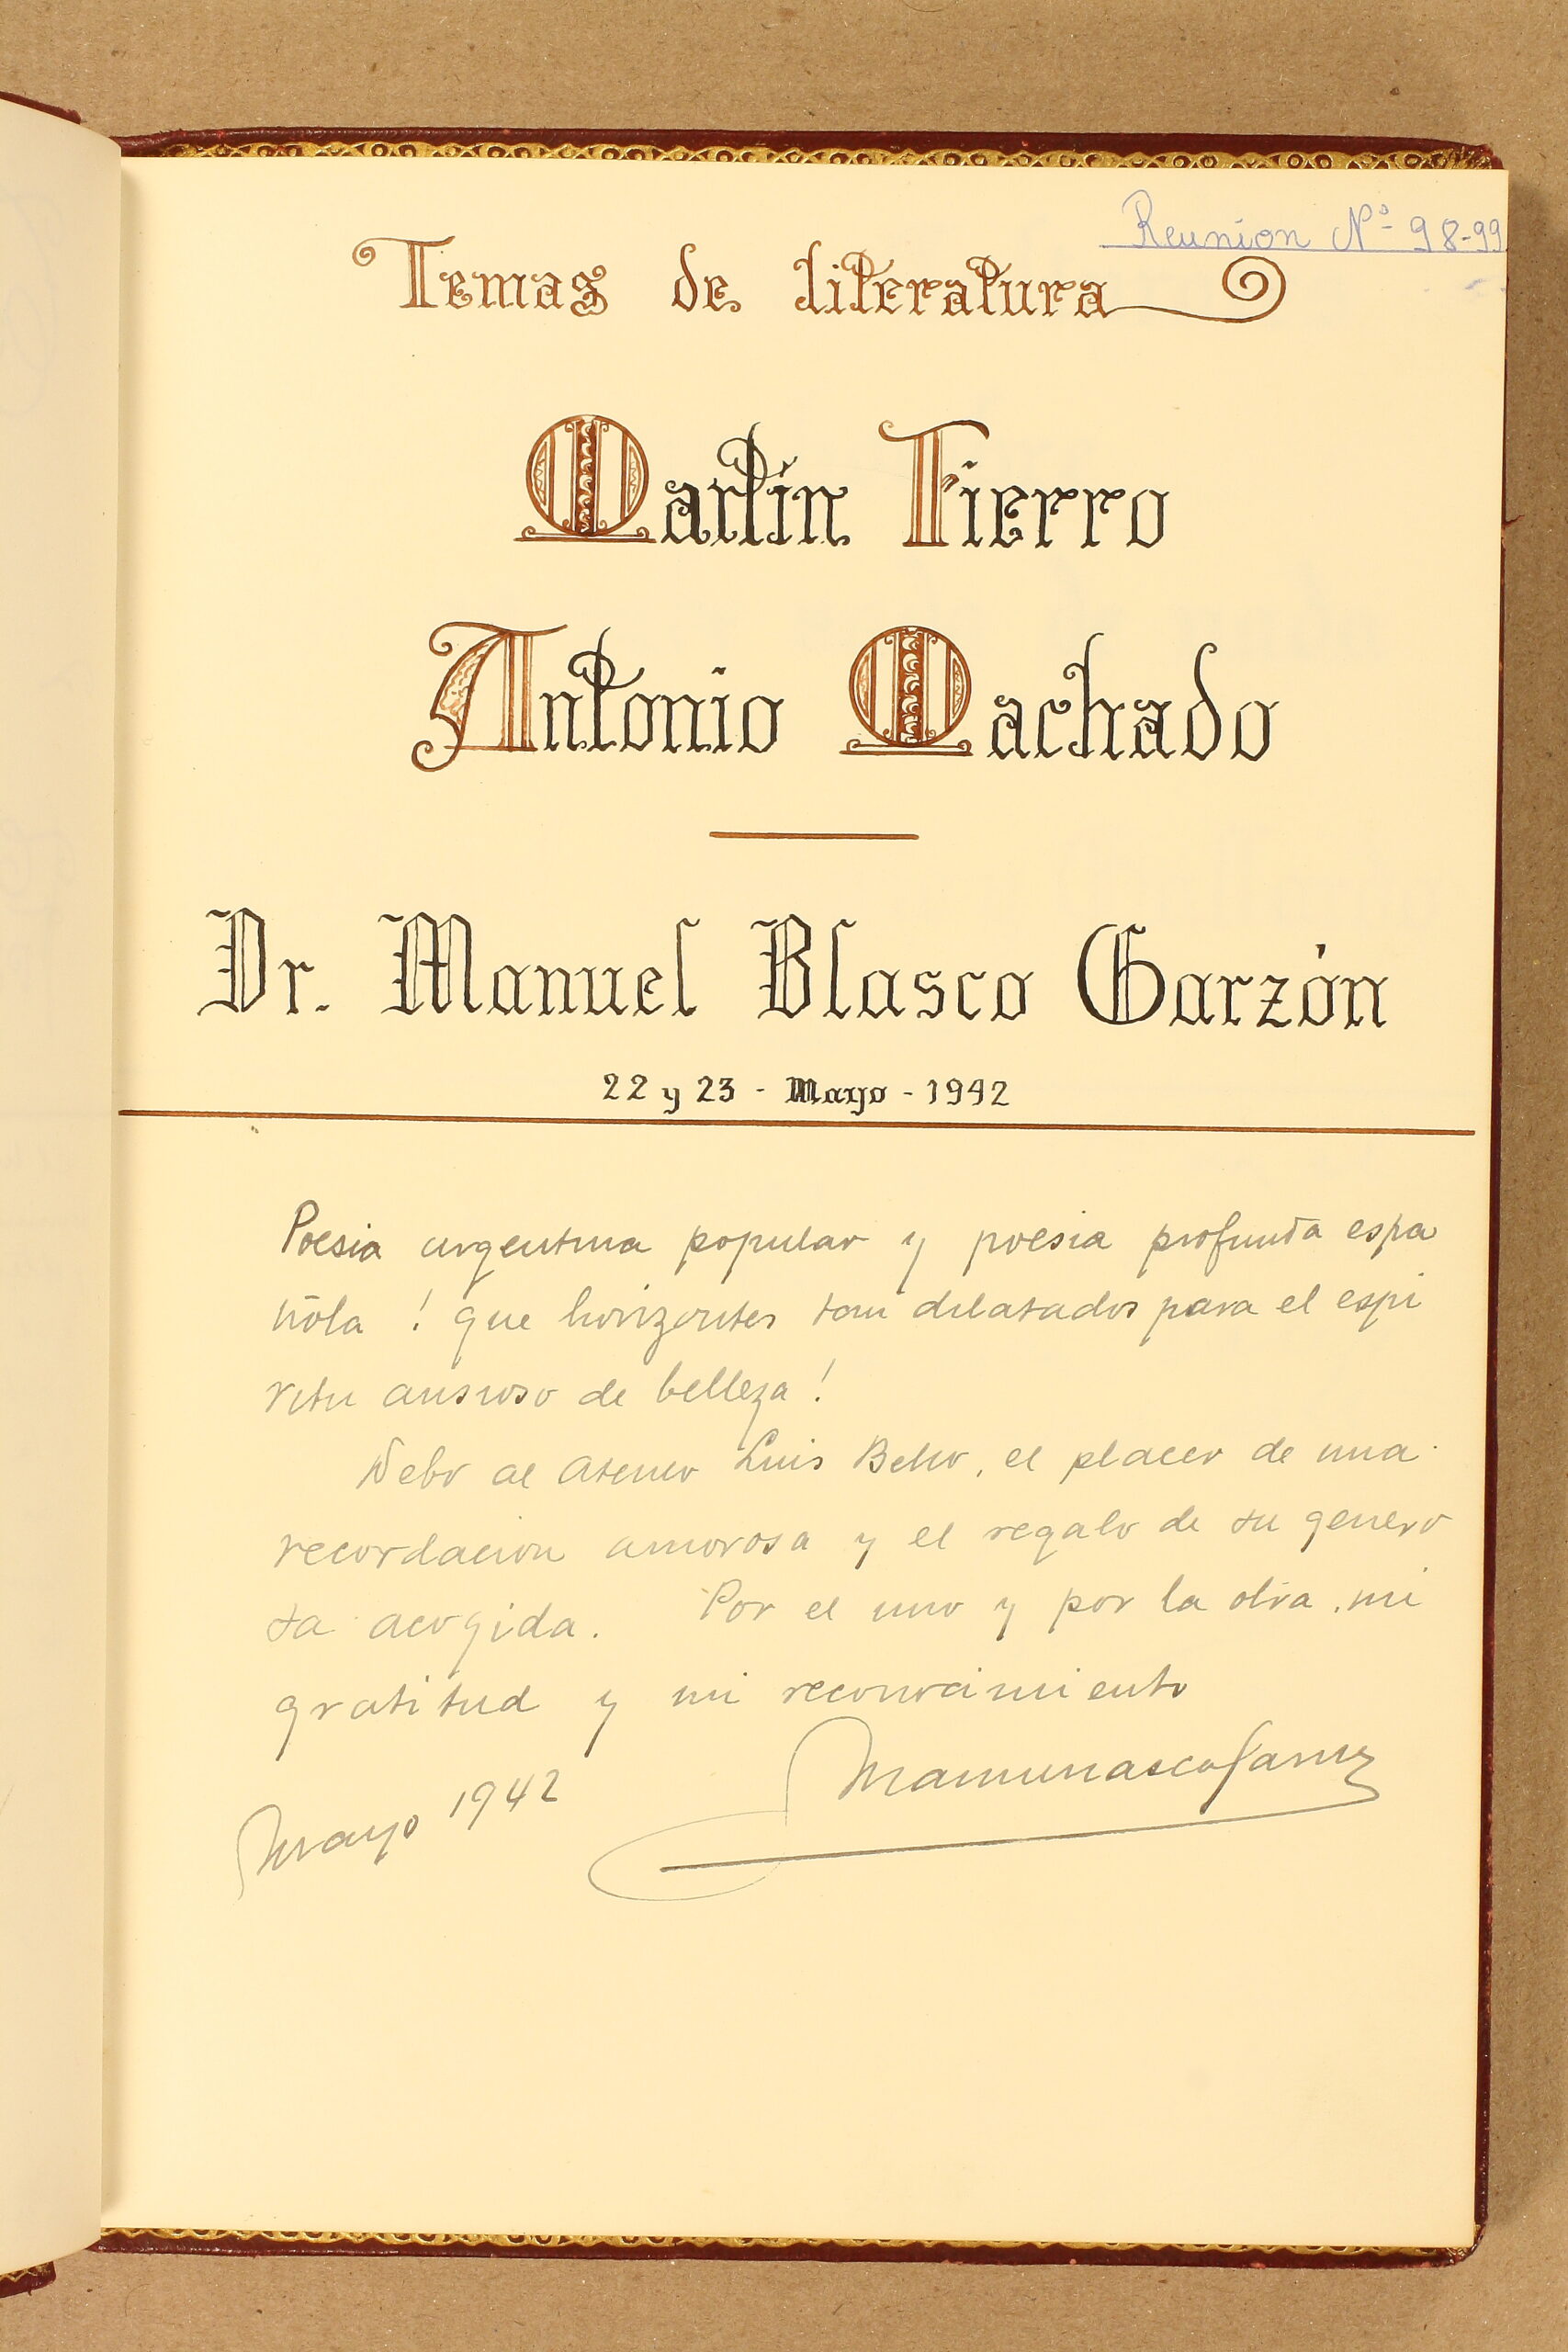 Reunion Nº 98-99
Temas de literatura
Martín Fierro
Antonio Machado
Dr. Manuel Blasco Garzón
22 y 23 - Mayo - 1942
Poesia argentina popular y poesia profunda espa
ñola ! que horizontes tan dilatados para el espi
ritu ansioso de belleza !
Debo al Ateneo Luis Bello, el placer de una
recordacion amorosa y el regalo de su genero
sa acogida. Por el uno y por la otra, mi
gratitud y mi reconocimiento
Mayo 1942